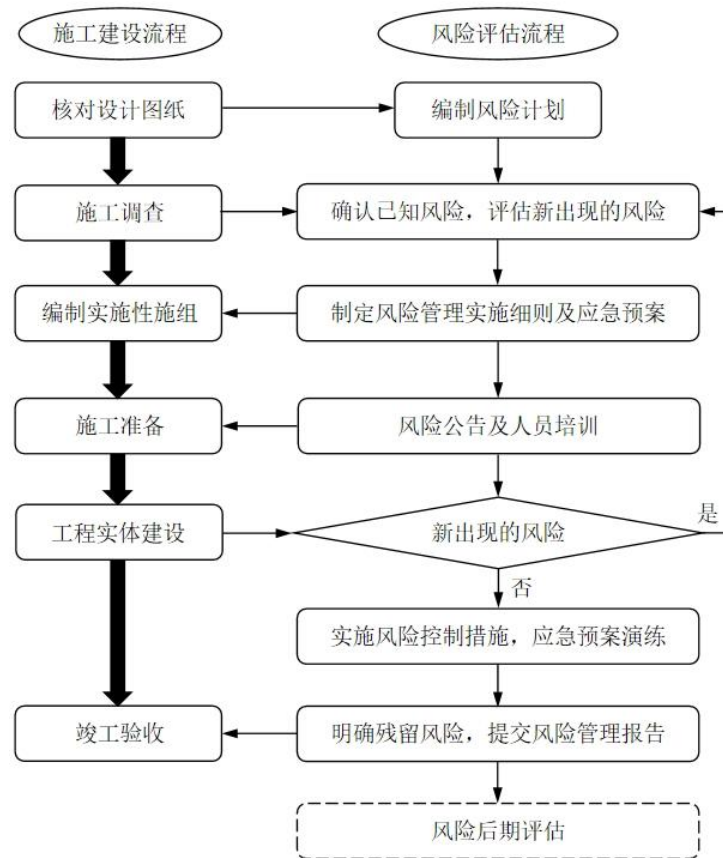 施工建设流程
风险评估流程
核对设计图纸
编制风险计划
施工调查
确认已知风险，评估新出现的风险
编制实施性施组
制定风险管理实施细则及应急预案
施工准备
风险公告及人员培训
工程实体建设
新出现的风险
是
否
实施风险控制措施，应急预案演练
竣工验收
明确残留风险，提交风险管理报告
风险后期评估